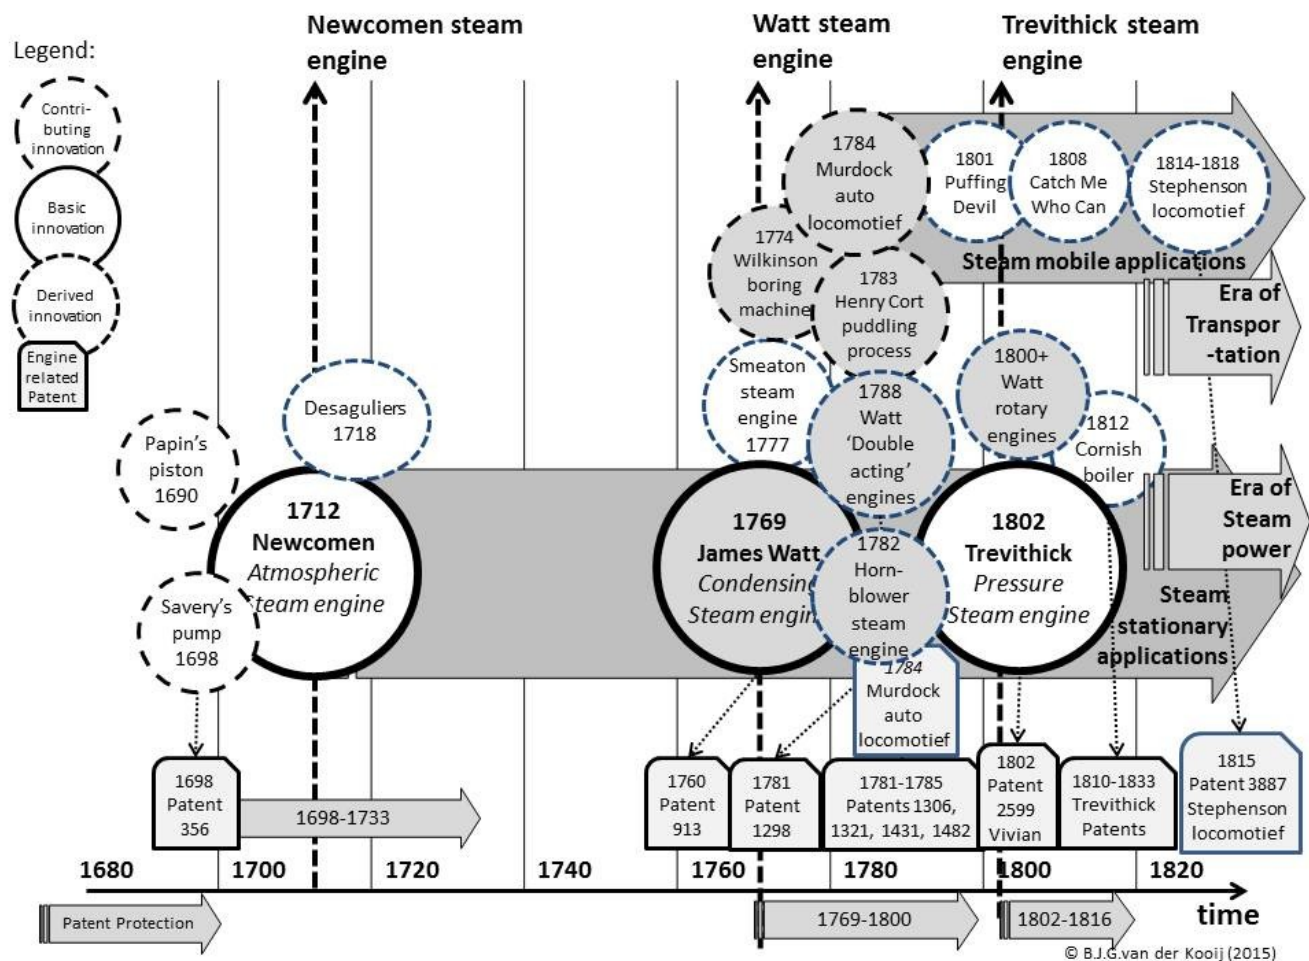 Newcomen steam
engine
Watt steam
engine
Trevithick steam
engine
Legend:
Contri-
buting
innovation
Basic
innovation
Derived
innovation
Engine
related
Patent
1784
Murdock
auto
locomotief
1801
Puffing
Devil
1808
Catch Me
Who Can
1814-1818
Stephenson
locomotief
Steam mobile applications
1774
Wilkinson
boring
machine
1783
Henry Cort
puddling
process
Era of
Transpor
-tation
Smeaton
steam
engine
1777
1788
Watt
'Double
acting'
engines
1800+
Watt
rotary
engines
1812
Cornish
boiler
Desaguliers
1718
Papin's
piston
1690
Savery's
pump
1698
1712
Newcomen
Atmospheric
Steam engine
1769
James Watt
Condensing
Steam engine
1782
Horn-
blower
steam
engine
1802
Trevithick
Pressure
Steam engine
Era of
Steam
power
Steam
stationary
applications
1784
Murdock
auto
locomotief
1698
Patent
356
1698-1733
1760
Patent
913
1781
Patent
1298
1781-1785
Patents 1306,
1321, 1431, 1482
1802
Patent
2599
Vivian
1810-1833
Trevithick
Patents
1815
Patent 3887
Stephenson
locomotief
1680 1700 1720 1740 1760 1780 1800 1820
time
Patent Protection
1769-1800
1802-1816
© B.J.G.van der Kooij (2015)